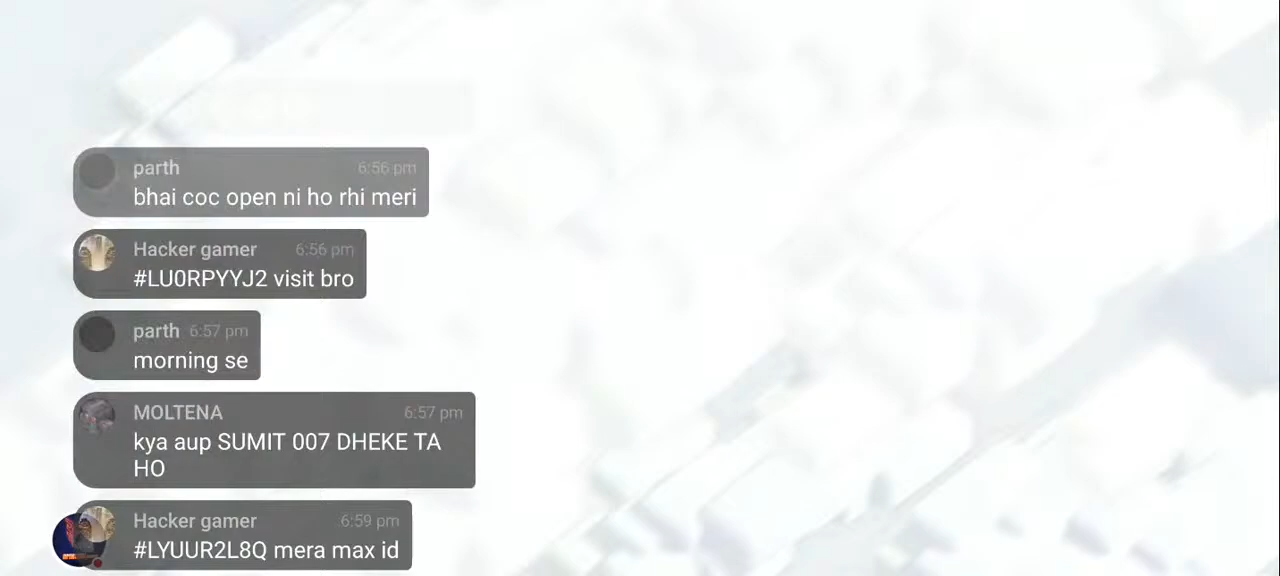 parth 6:56 pm
bhai coc open ni ho rhi meri
Hacker gamer 6:56 pm
#LU0RPYYJ2 visit bro
parth 6:57 pm
morning se
MOLTENA 6:57 pm
kya aup SUMIT 007 DHEKE TA
HO
Hacker gamer 6:59 pm
#LYUUR2L8Q mera max id